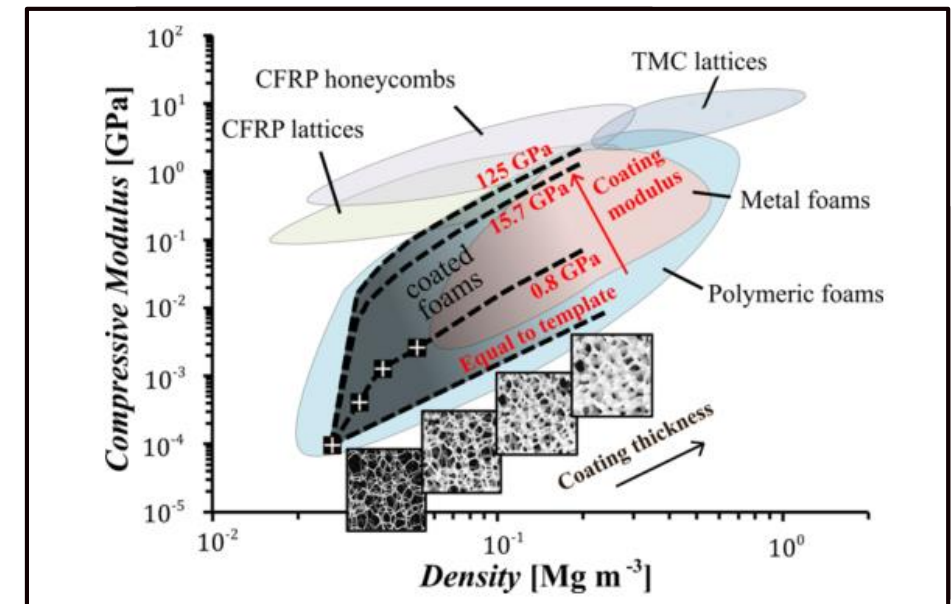 Compressive Modulus [GPa]
10²
10¹
10⁰
10⁻¹
10⁻²
10⁻³
10⁻⁴
10⁻⁵
CFRP honeycombs
TMC lattices
CFRP lattices
125 GPa
15.7 GPa
Coating
modulus
Metal foams
coated
foams
0.8 GPa
Polymeric foams
Equal to template
Coating thickness
10⁻²
10⁻¹
10⁰
Density [Mg m⁻³]